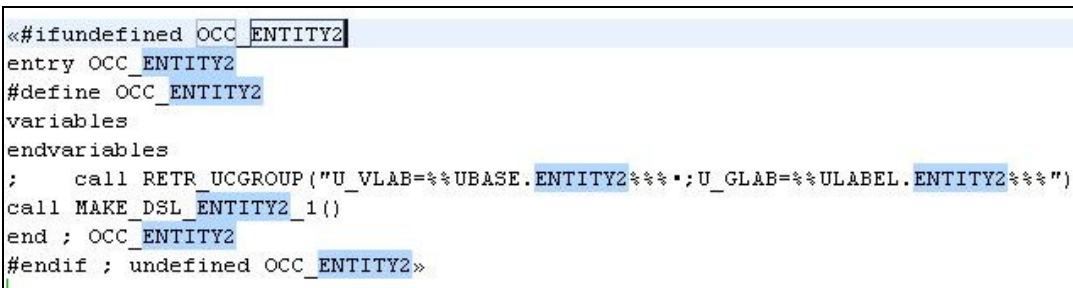 «#ifundefined OCC_ENTITY2
entry OCC_ENTITY2
#define OCC_ENTITY2
variables
endvariables
;    call RETR_UCGROUP("U_VLAB=%%UBASE.ENTITY2%%%·;U_GLAB=%%ULABEL.ENTITY2%%%")
call MAKE_DSL_ENTITY2_1()
end ; OCC_ENTITY2
#endif ; undefined OCC_ENTITY2»